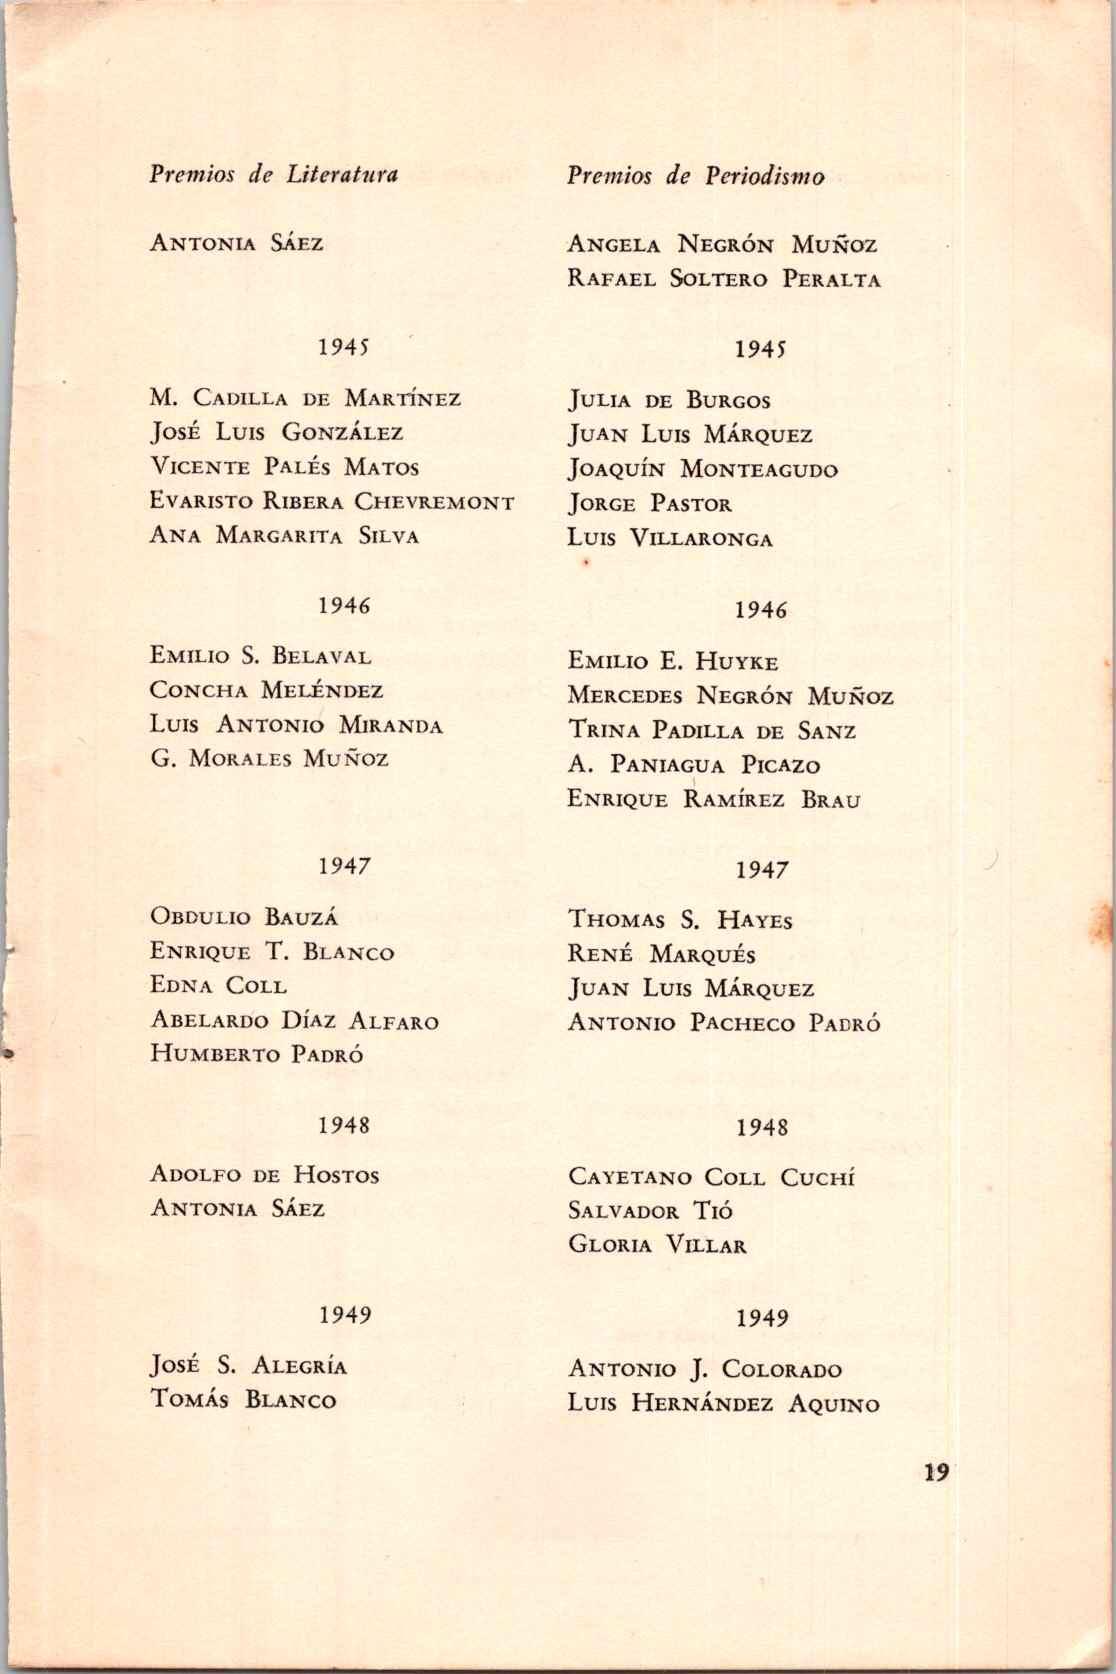 Premios de Literatura
ANTONIA SÁEZ
1945
M. CADILLA DE MARTÍNEZ
JOSÉ LUIS GONZÁLEZ
VICENTE PALÉS MATOS
EVARISTO RIBERA CHEVREMONT
ANA MARGARITA SILVA
1946
EMILIO S. BELAVAL
CONCHA MELÉNDEZ
LUIS ANTONIO MIRANDA
G. MORALES MUÑOZ
1947
OBDULIO BAUZÁ
ENRIQUE T. BLANCO
EDNA COLL
ABELARDO DÍAZ ALFARO
HUMBERTO PADRÓ
1948
ADOLFO DE HOSTOS
ANTONIA SÁEZ
1949
JOSÉ S. ALEGRÍA
TOMÁS BLANCO
Premios de Periodismo
ANGELA NEGRÓN MUÑOZ
RAFAEL SOLTERO PERALTA
1945
JULIA DE BURGOS
JUAN LUIS MÁRQUEZ
JOAQUÍN MONTEAGUDO
JORGE PASTOR
LUIS VILLARONGA
1946
EMILIO E. HUYKE
MERCEDES NEGRÓN MUÑOZ
TRINA PADILLA DE SANZ
A. PANIAGUA PICAZO
ENRIQUE RAMÍREZ BRAU
1947
THOMAS S. HAYES
RENÉ MARQUÉS
JUAN LUIS MÁRQUEZ
ANTONIO PACHECO PADRÓ
1948
CAYETANO COLL CUCHÍ
SALVADOR TIÓ
GLORIA VILLAR
1949
ANTONIO J. COLORADO
LUIS HERNÁNDEZ AQUINO
19